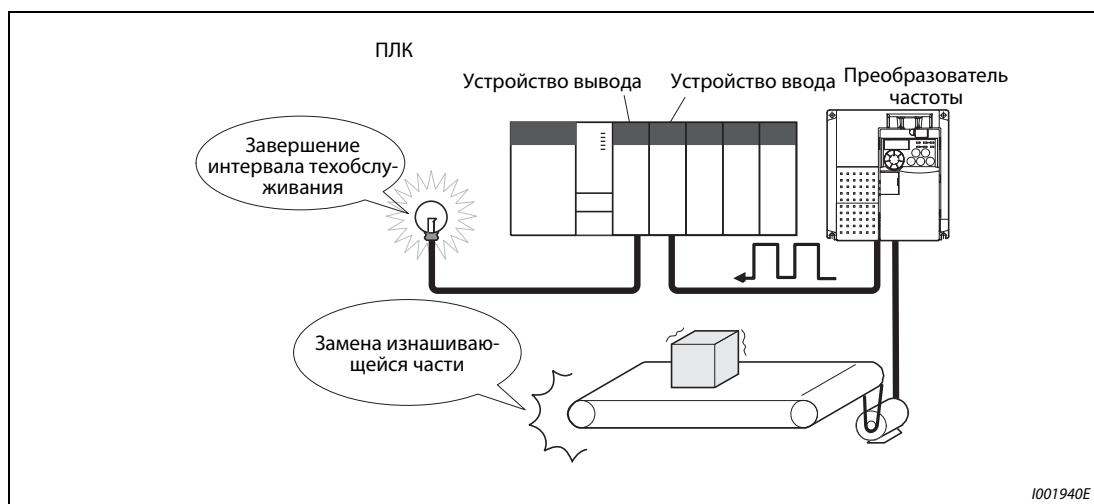 ПЛК
Устройство вывода
Устройство ввода
Преобразователь
частоты
Завершение
интервала техобслу-
живания
Замена изнашиваю-
щейся части
I001940E